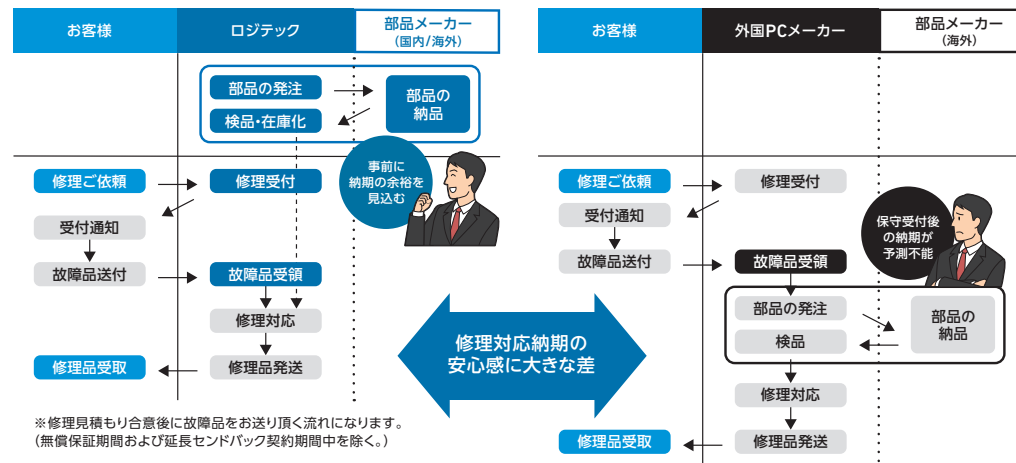 お客様
ロジテック
部品メーカー
(国内/海外)
部品の発注
検品・在庫化
部品の
納品
事前に
納期の余裕を
見込む
修理ご依頼
修理受付
受付通知
故障品送付
故障品受領
修理対応
修理品受取
修理品発送
※修理見積もり合意後に故障品をお送り頂く流れになります。
(無償保証期間および延長センドバック契約期間中を除く。)
修理対応納期の
安心感に大きな差
お客様
外国PCメーカー
部品メーカー
(海外)
修理ご依頼
修理受付
受付通知
保守受付後
の納期が
予測不能
故障品送付
故障品受領
部品の発注
検品
部品の
納品
修理対応
修理品受取
修理品発送